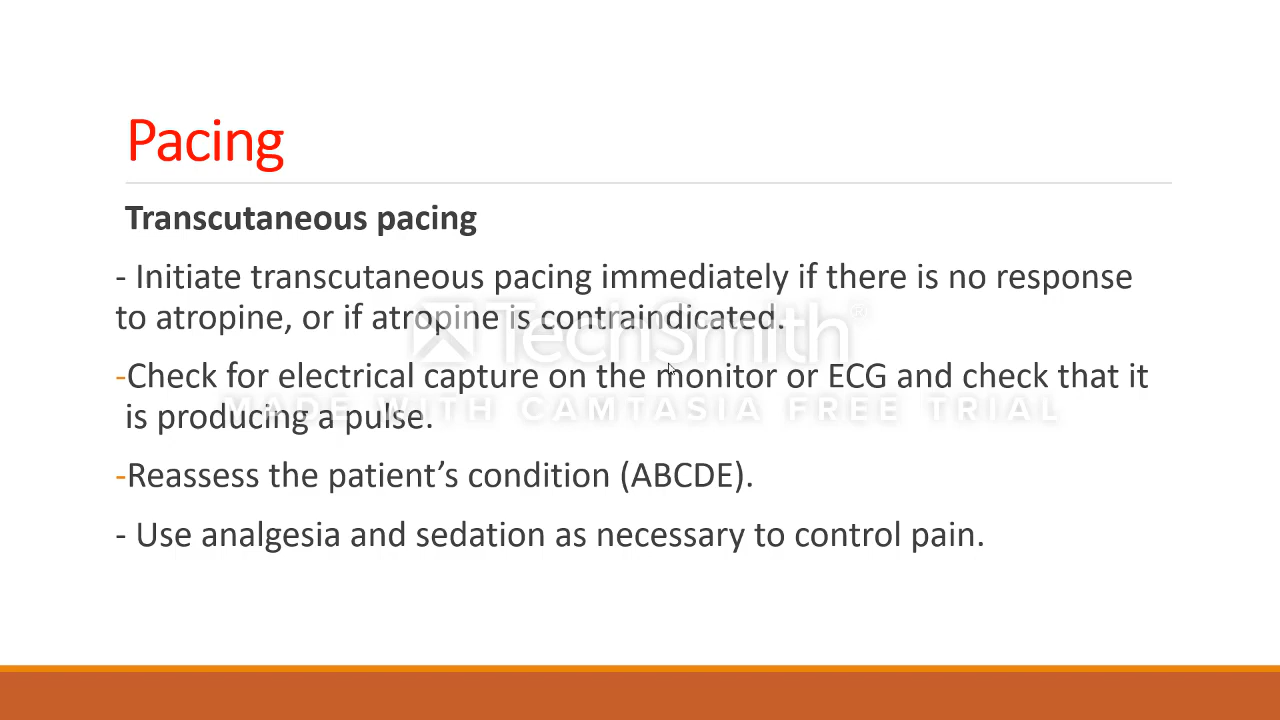 Pacing
Transcutaneous pacing
- Initiate transcutaneous pacing immediately if there is no response
to atropine, or if atropine is contraindicated.
TechSmith®
-Check for electrical capture on the monitor or ECG and check that it
MADE WITH CAMTASIA FREE TRIAL
is producing a pulse.
-Reassess the patient’s condition (ABCDE).
- Use analgesia and sedation as necessary to control pain.